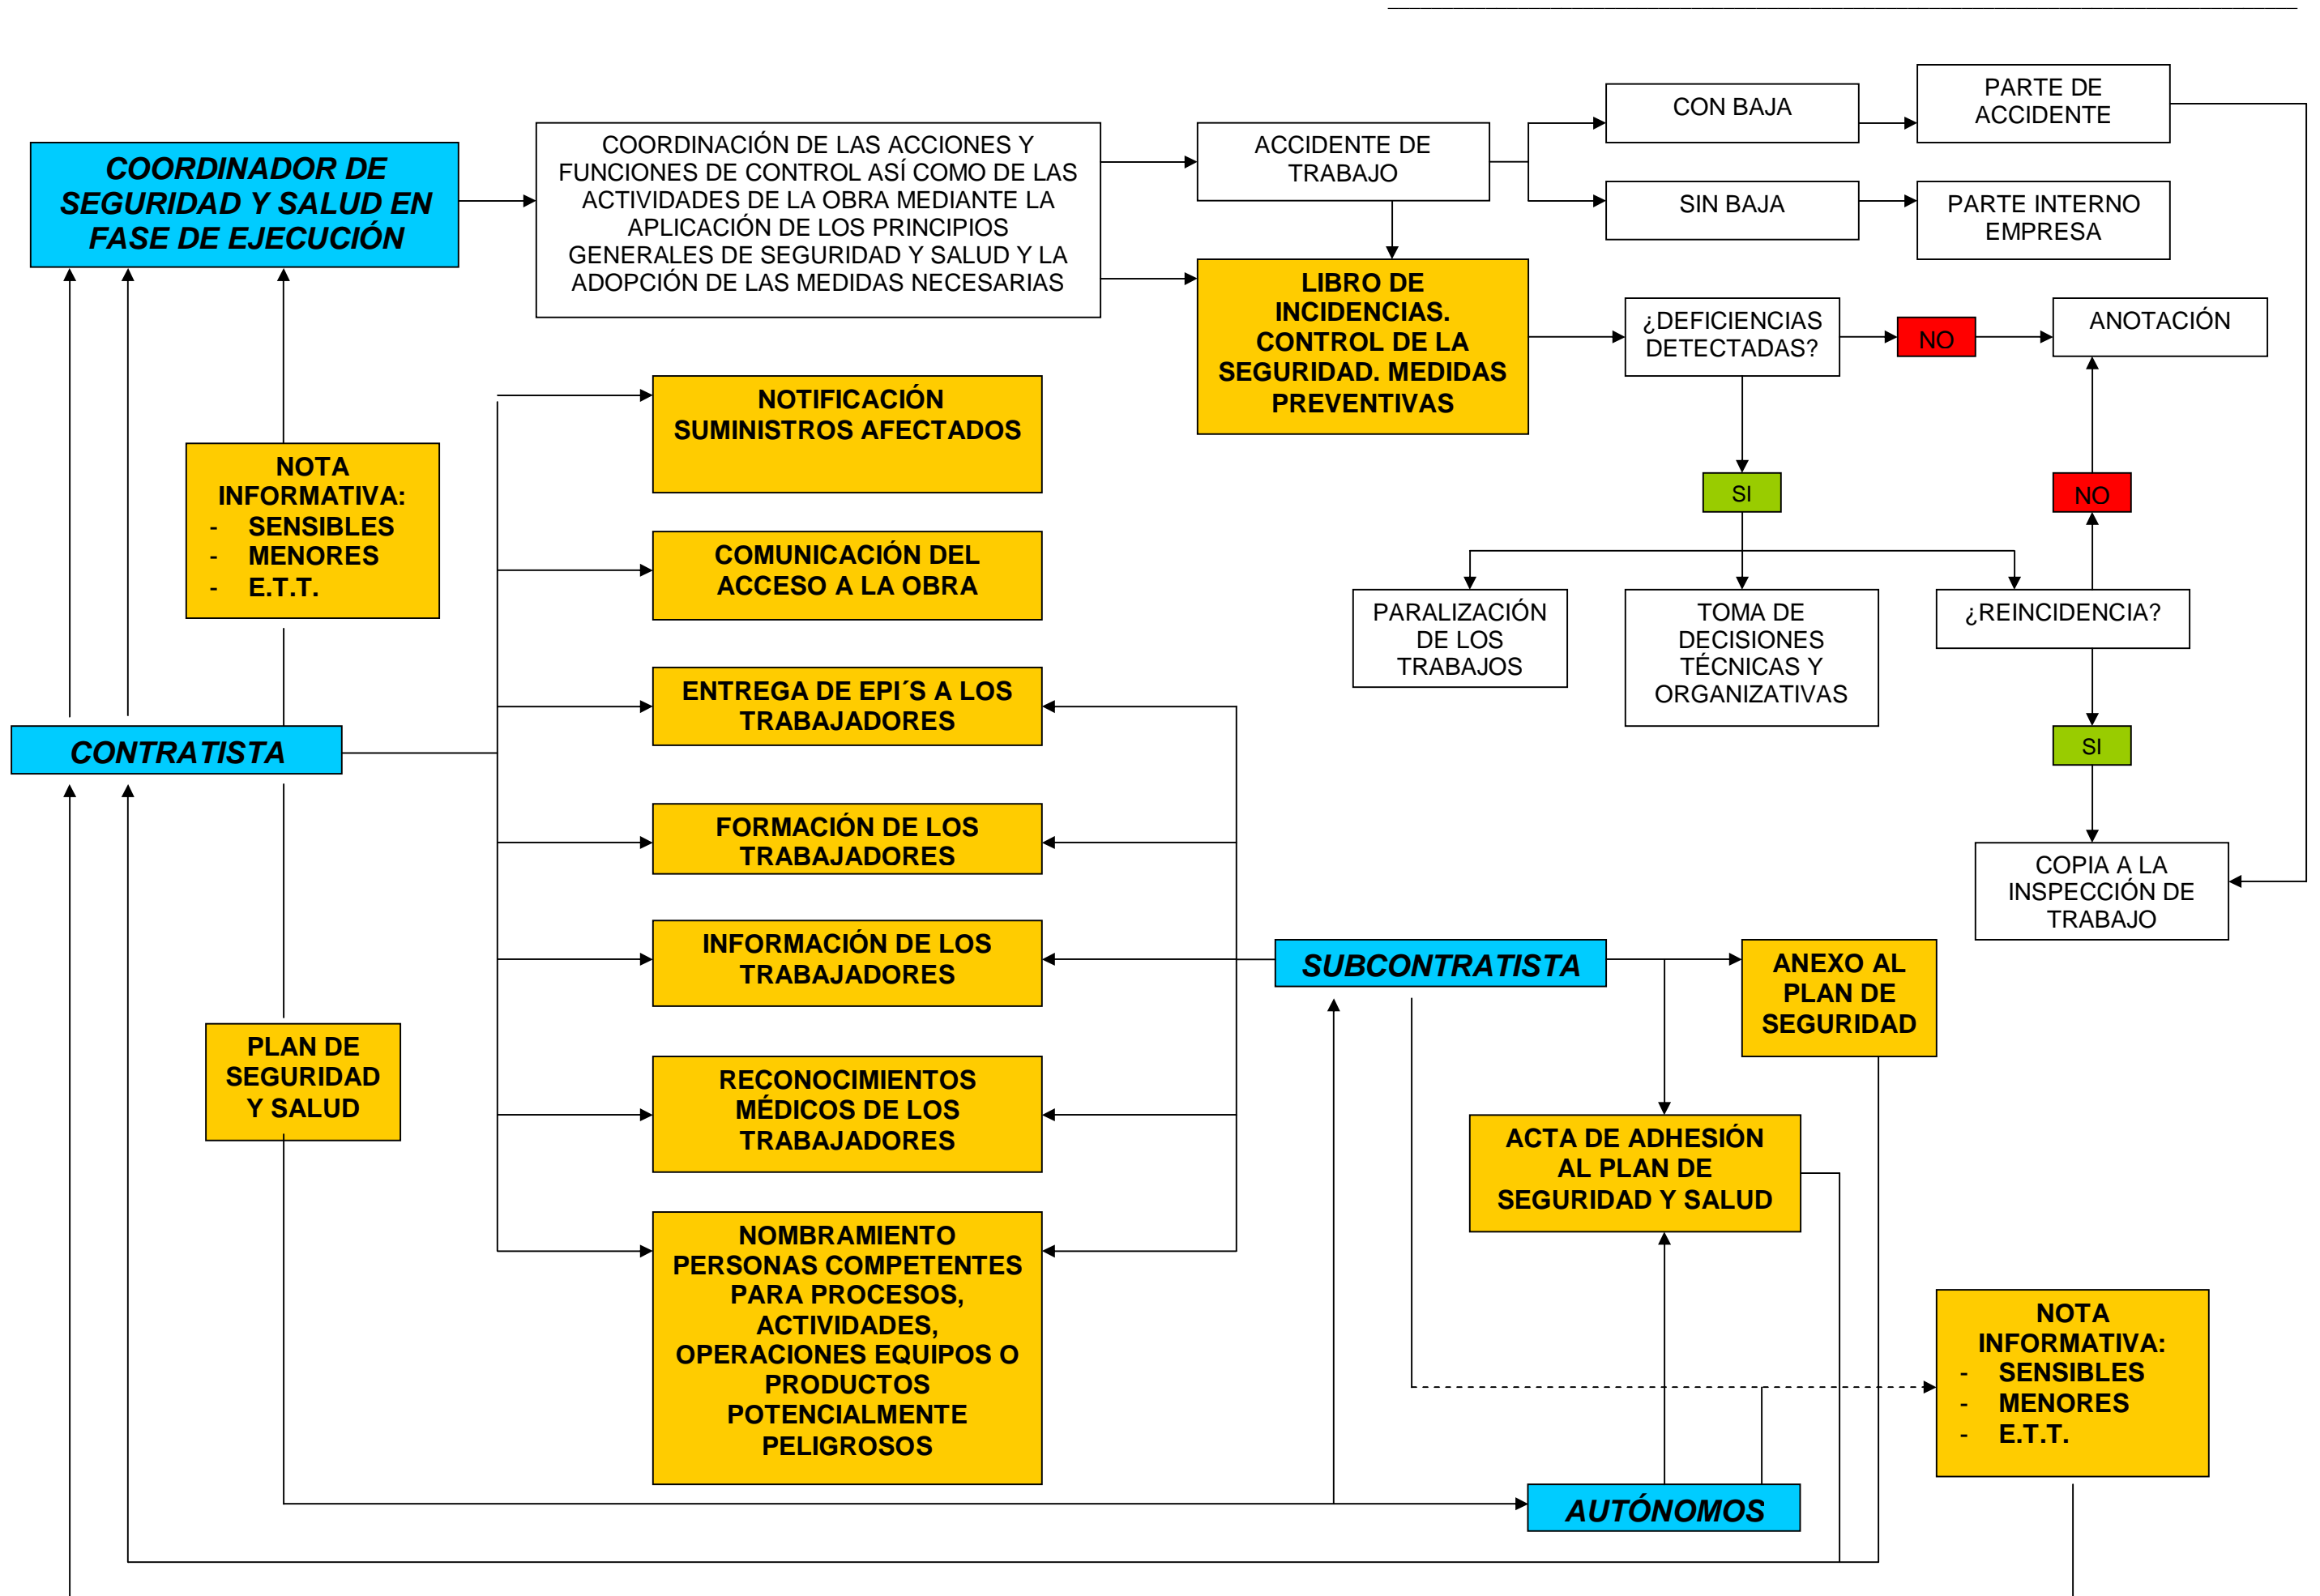 COORDINADOR DE
SEGURIDAD Y SALUD EN
FASE DE EJECUCIÓN
COORDINACIÓN DE LAS ACCIONES Y
FUNCIONES DE CONTROL ASÍ COMO DE LAS
ACTIVIDADES DE LA OBRA MEDIANTE LA
APLICACIÓN DE LOS PRINCIPIOS
GENERALES DE SEGURIDAD Y SALUD Y LA
ADOPCIÓN DE LAS MEDIDAS NECESARIAS
ACCIDENTE DE
TRABAJO
CON BAJA
PARTE DE
ACCIDENTE
SIN BAJA
PARTE INTERNO
EMPRESA
LIBRO DE
INCIDENCIAS.
CONTROL DE LA
SEGURIDAD. MEDIDAS
PREVENTIVAS
¿DEFICIENCIAS
DETECTADAS?
NO
ANOTACIÓN
SI
NO
PARALIZACIÓN
DE LOS
TRABAJOS
TOMA DE
DECISIONES
TÉCNICAS Y
ORGANIZATIVAS
¿REINCIDENCIA?
SI
COPIA A LA
INSPECCIÓN DE
TRABAJO
NOTA
INFORMATIVA:
- SENSIBLES
- MENORES
- E.T.T.
CONTRATISTA
PLAN DE
SEGURIDAD
Y SALUD
NOTIFICACIÓN
SUMINISTROS AFECTADOS
COMUNICACIÓN DEL
ACCESO A LA OBRA
ENTREGA DE EPI´S A LOS
TRABAJADORES
FORMACIÓN DE LOS
TRABAJADORES
INFORMACIÓN DE LOS
TRABAJADORES
RECONOCIMIENTOS
MÉDICOS DE LOS
TRABAJADORES
NOMBRAMIENTO
PERSONAS COMPETENTES
PARA PROCESOS,
ACTIVIDADES,
OPERACIONES EQUIPOS O
PRODUCTOS
POTENCIALMENTE
PELIGROSOS
SUBCONTRATISTA
ANEXO AL
PLAN DE
SEGURIDAD
ACTA DE ADHESIÓN
AL PLAN DE
SEGURIDAD Y SALUD
NOTA
INFORMATIVA:
- SENSIBLES
- MENORES
- E.T.T.
AUTÓNOMOS